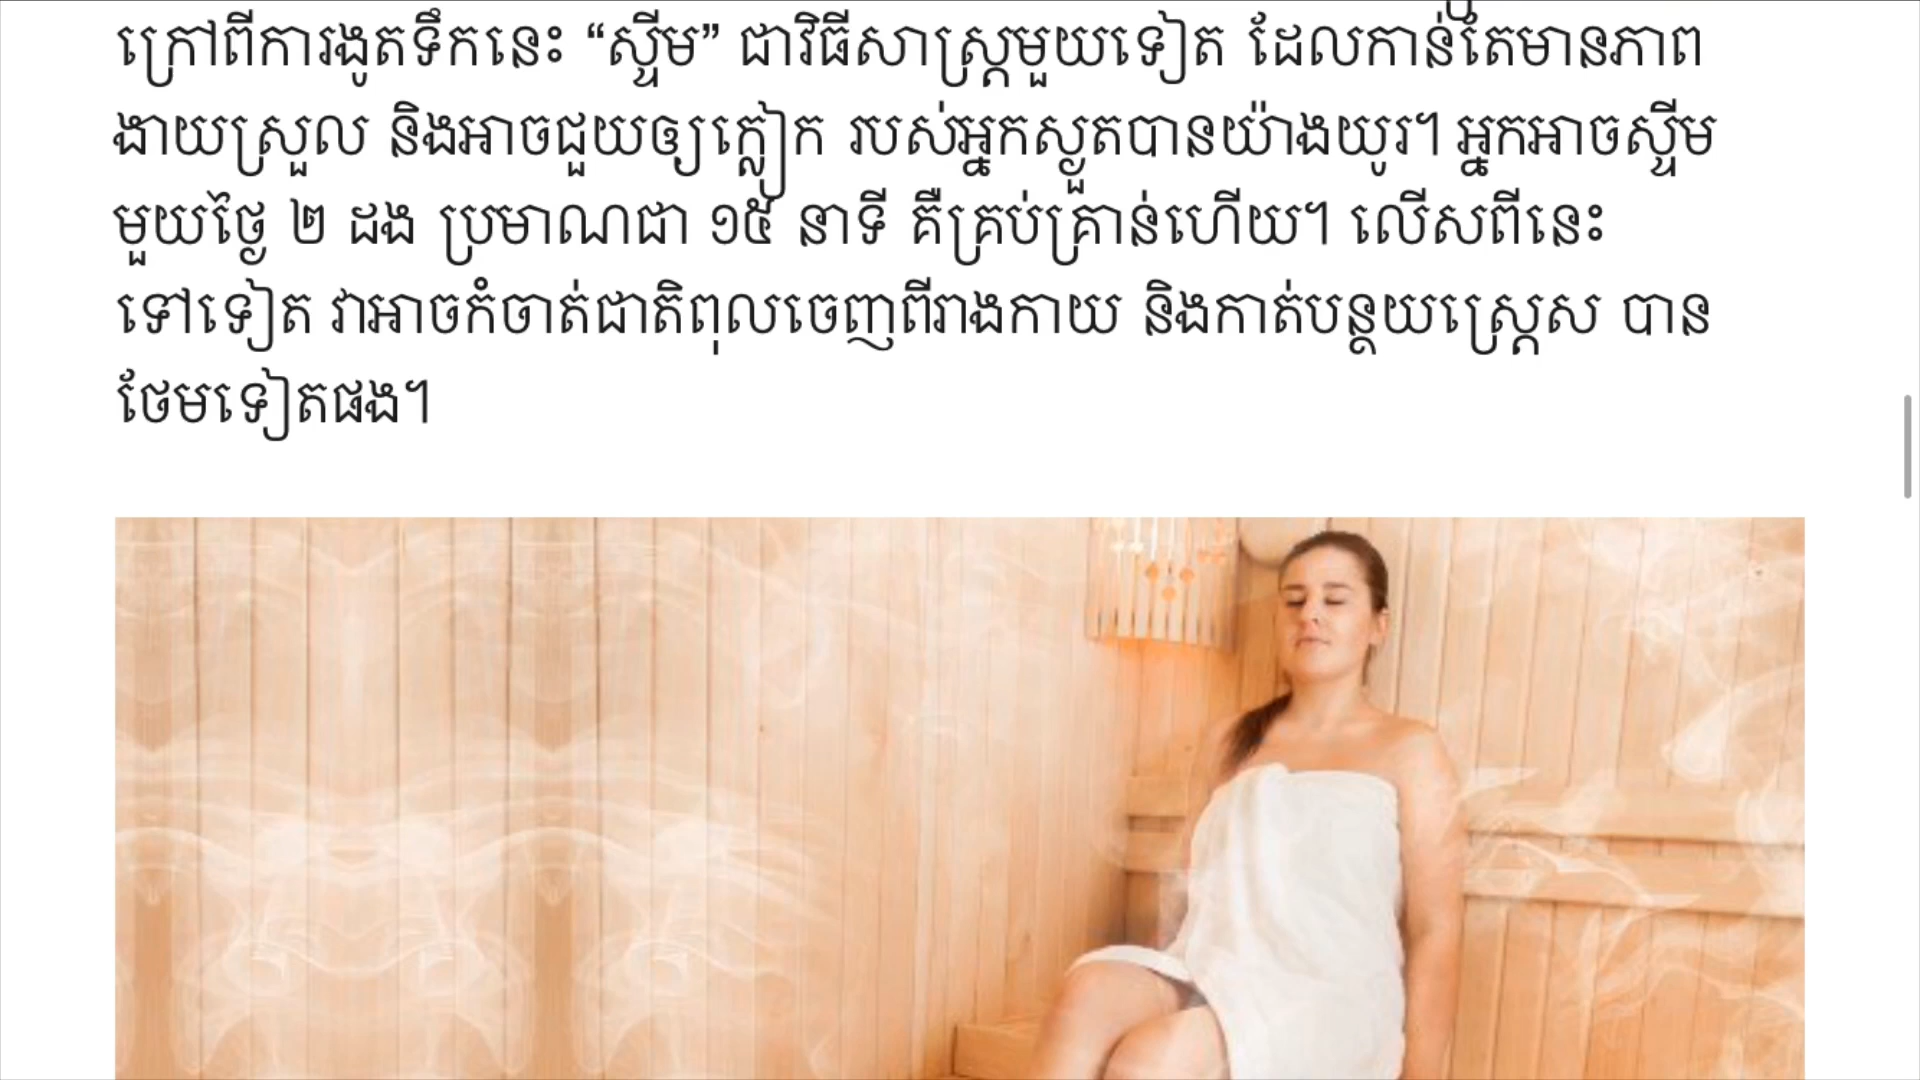 ក្រៅពីការងូតទឹកនេះ “ស្ទីម” ជាវិធីសាស្ត្រមួយទៀត ដែលកាន់តែមានភាព
ងាយស្រួល និងអាចជួយឲ្យក្លៀក របស់អ្នកស្ងួតបានយ៉ាងយូរ។ អ្នកអាចស្ទីម
មួយថ្ងៃ ២ ដង ប្រមាណជា ១៥ នាទី គឺគ្រប់គ្រាន់ហើយ។ លើសពីនេះ
ទៅទៀត វាអាចកំចាត់ជាតិពុលចេញពីរាងកាយ និងកាត់បន្ថយស្ត្រេស បាន
ថែមទៀតផង។